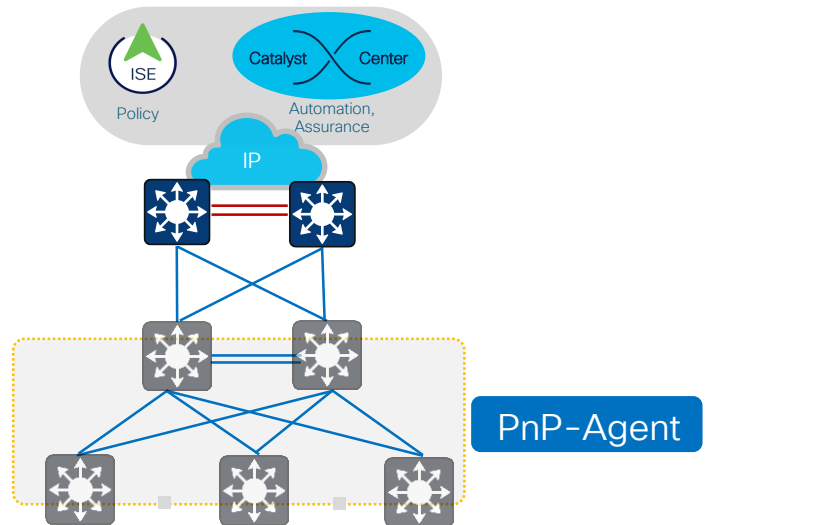 ISE
Catalyst Center
Policy
Automation,
Assurance
IP
PnP-Agent